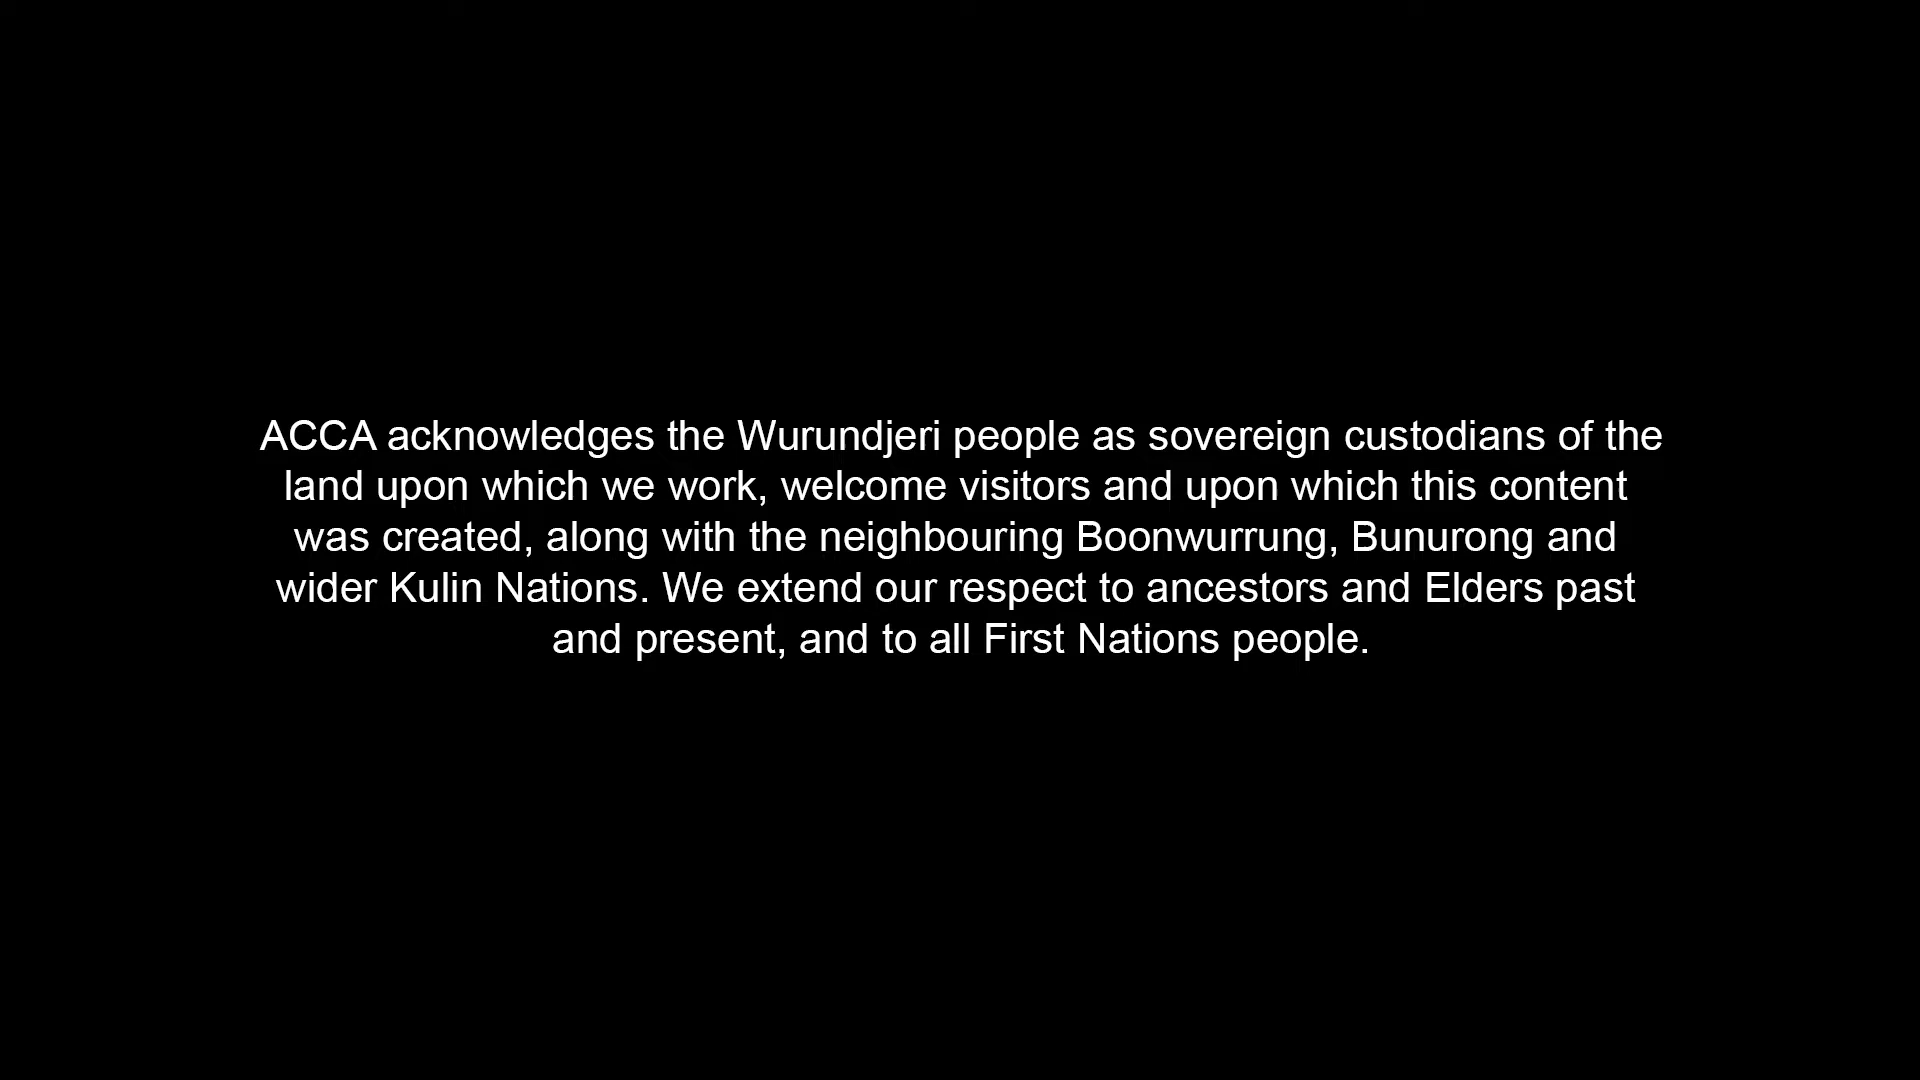 ACCA acknowledges the Wurundjeri people as sovereign custodians of the
land upon which we work, welcome visitors and upon which this content
was created, along with the neighbouring Boonwurrung, Bunurong and
wider Kulin Nations. We extend our respect to ancestors and Elders past
and present, and to all First Nations people.